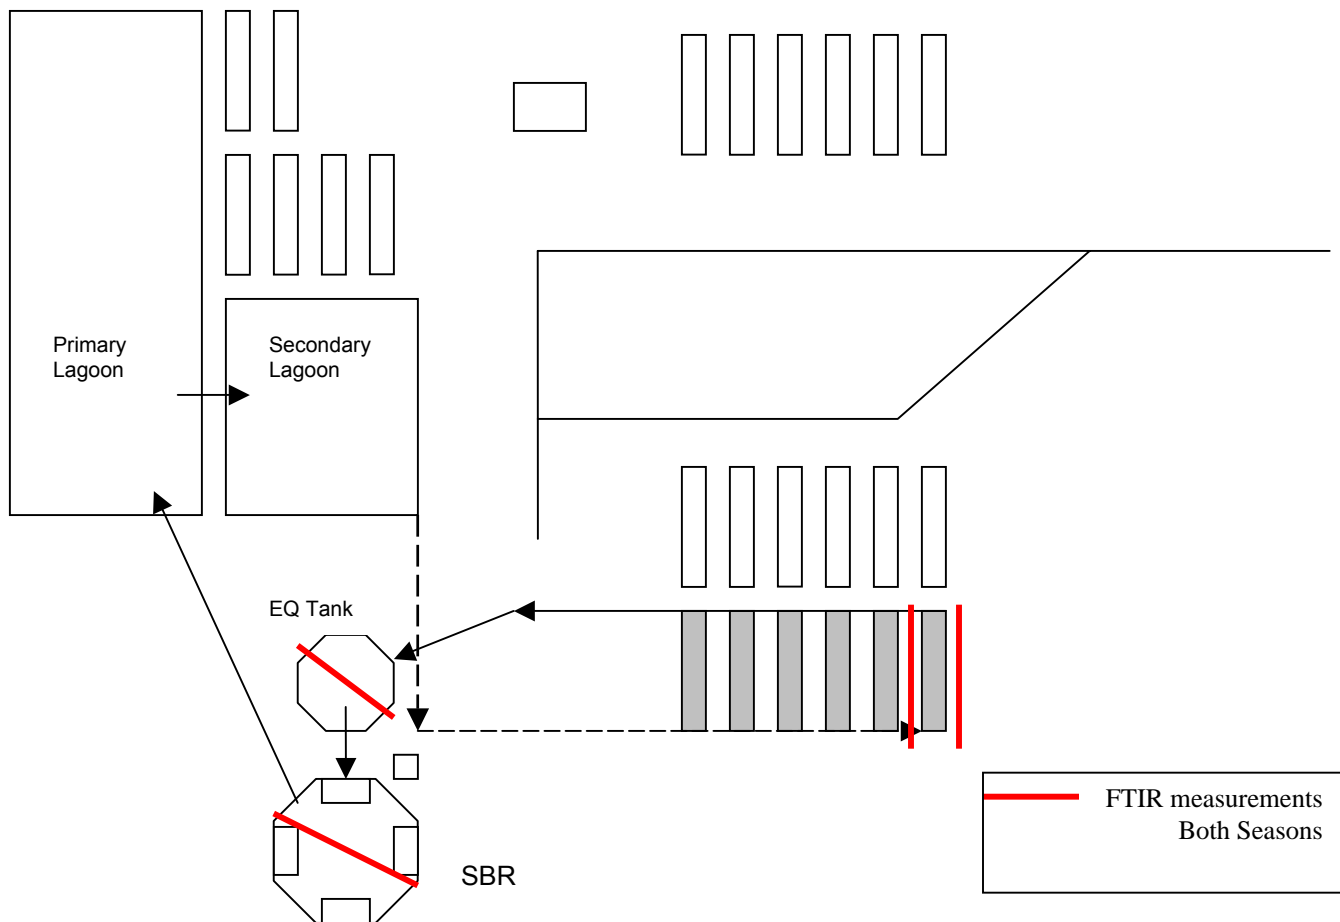 Primary
Lagoon
Secondary
Lagoon
EQ Tank
SBR
FTIR measurements
Both Seasons